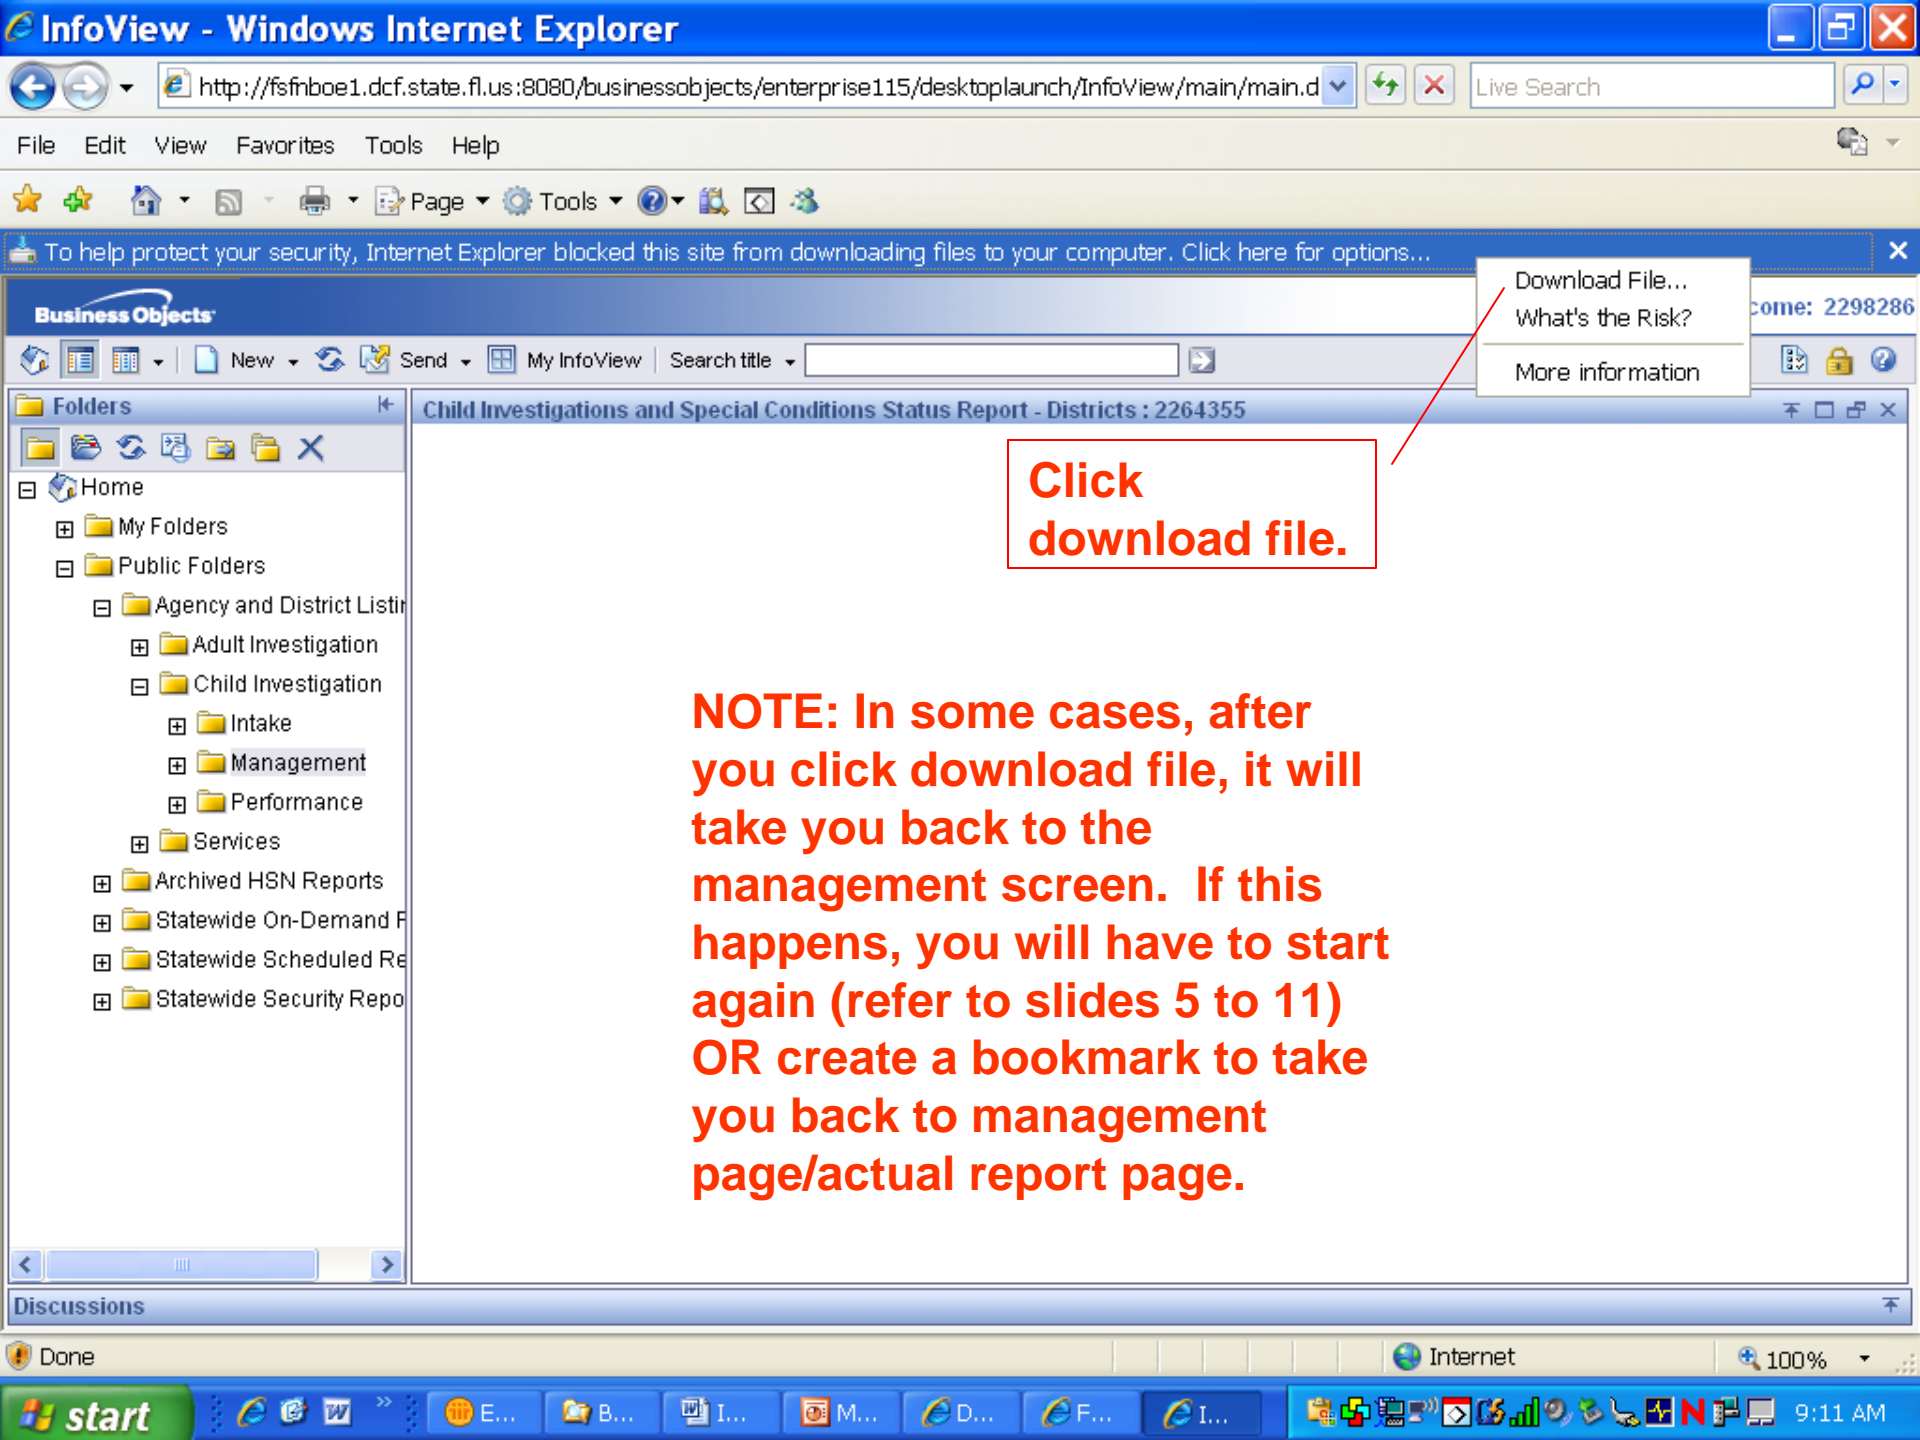 InfoView - Windows Internet Explorer
http://fsfnboe1.dcf.state.fl.us:8080/businessobjects/enterprise115/desktoplaunch/InfoView/main/main.d
Live Search
File Edit View Favorites Tools Help
Page Tools
To help protect your security, Internet Explorer blocked this site from downloading files to your computer. Click here for options...
Download File...
What's the Risk?
More information
Business Objects
come: 2298286
New Send My InfoView Search title
Folders
Child Investigations and Special Conditions Status Report - Districts : 2264355
Home
My Folders
Public Folders
Agency and District Listin
Adult Investigation
Child Investigation
Intake
Management
Performance
Services
Archived HSN Reports
Statewide On-Demand R
Statewide Scheduled Re
Statewide Security Repo
Click
download file.
NOTE: In some cases, after
you click download file, it will
take you back to the
management screen.  If this
happens, you will have to start
again (refer to slides 5 to 11)
OR create a bookmark to take
you back to management
page/actual report page.
Discussions
Done
Internet
100%
start
E...
B...
I...
M...
D...
F...
I...
9:11 AM